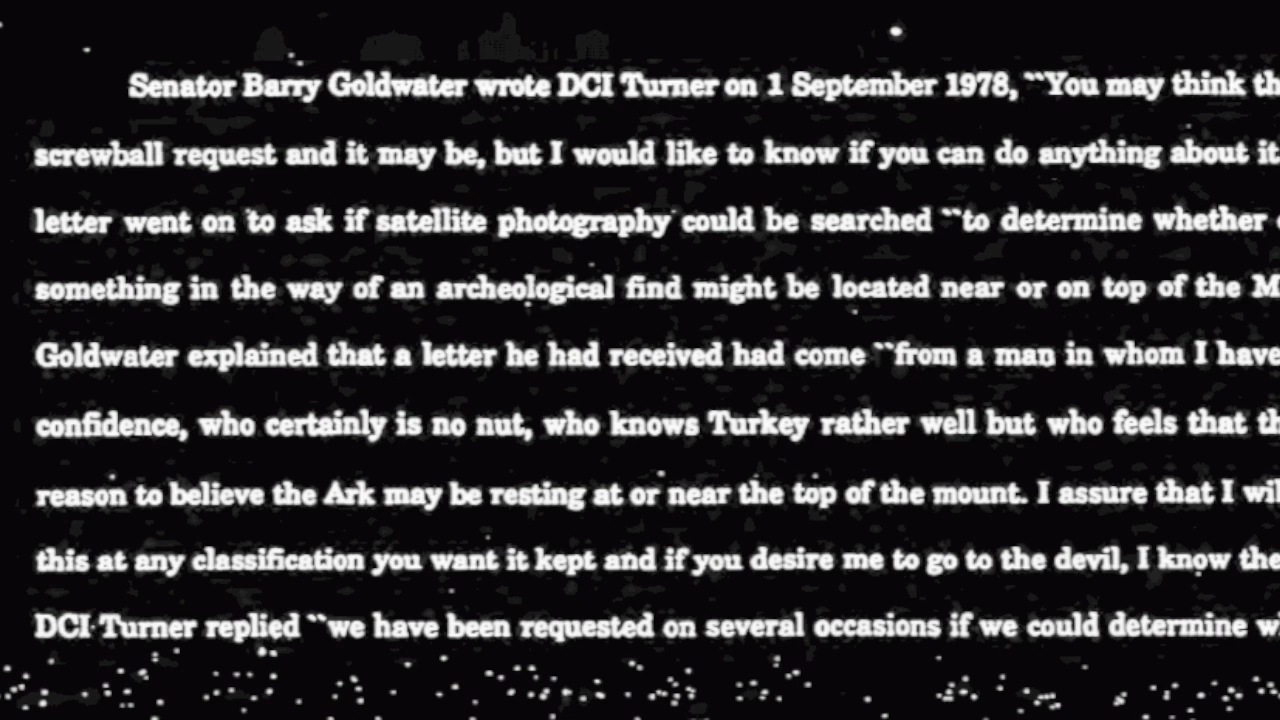 Senator Barry Goldwater wrote DCI Turner on 1 September 1978, ``You may think
screwball request and it may be, but I would like to know if you can do anything about it.
letter went on to ask if satellite photography could be searched ``to determine whether
something in the way of an archeological find might be located near or on top of the
Goldwater explained that a letter he had received had come ``from a man in whom I have
confidence, who certainly is no nut, who knows Turkey rather well but who feels that
reason to believe the Ark may be resting at or near the top of the mount. I assure that I
this at any classification you want it kept and if you desire me to go to the devil, I know
DCI Turner replied ``we have been requested on several occasions if we could determine